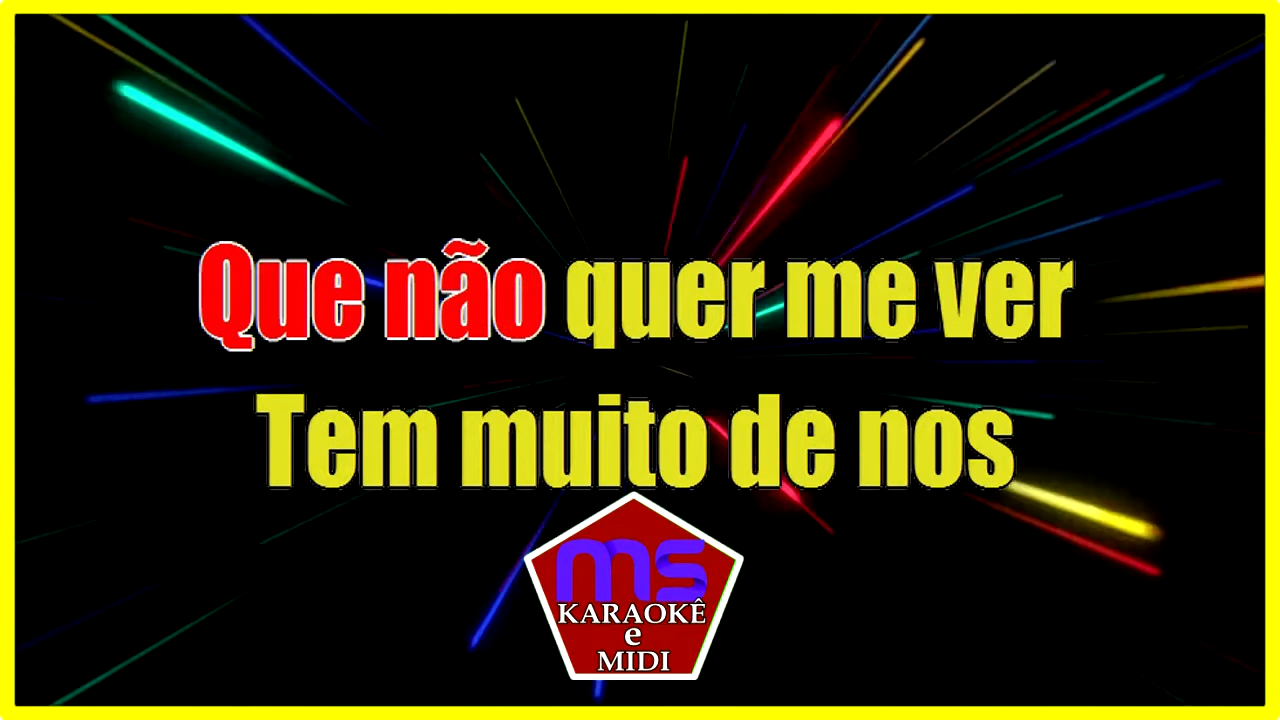 Que não quer me ver
Tem muito de nos
ms
KARAOKÊ
e
MIDI